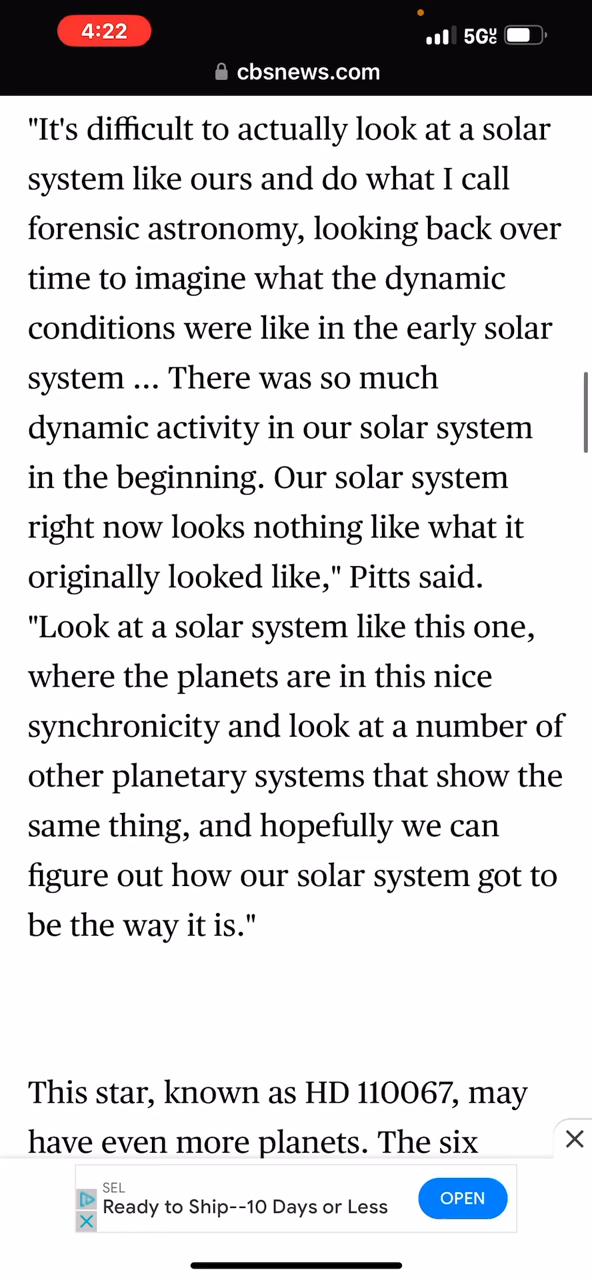 4:22
5G UC
cbsnews.com
"It's difficult to actually look at a solar
system like ours and do what I call
forensic astronomy, looking back over
time to imagine what the dynamic
conditions were like in the early solar
system ... There was so much
dynamic activity in our solar system
in the beginning. Our solar system
right now looks nothing like what it
originally looked like," Pitts said.
"Look at a solar system like this one,
where the planets are in this nice
synchronicity and look at a number of
other planetary systems that show the
same thing, and hopefully we can
figure out how our solar system got to
be the way it is."
This star, known as HD 110067, may
have even more planets. The six
SEL
Ready to Ship--10 Days or Less
OPEN